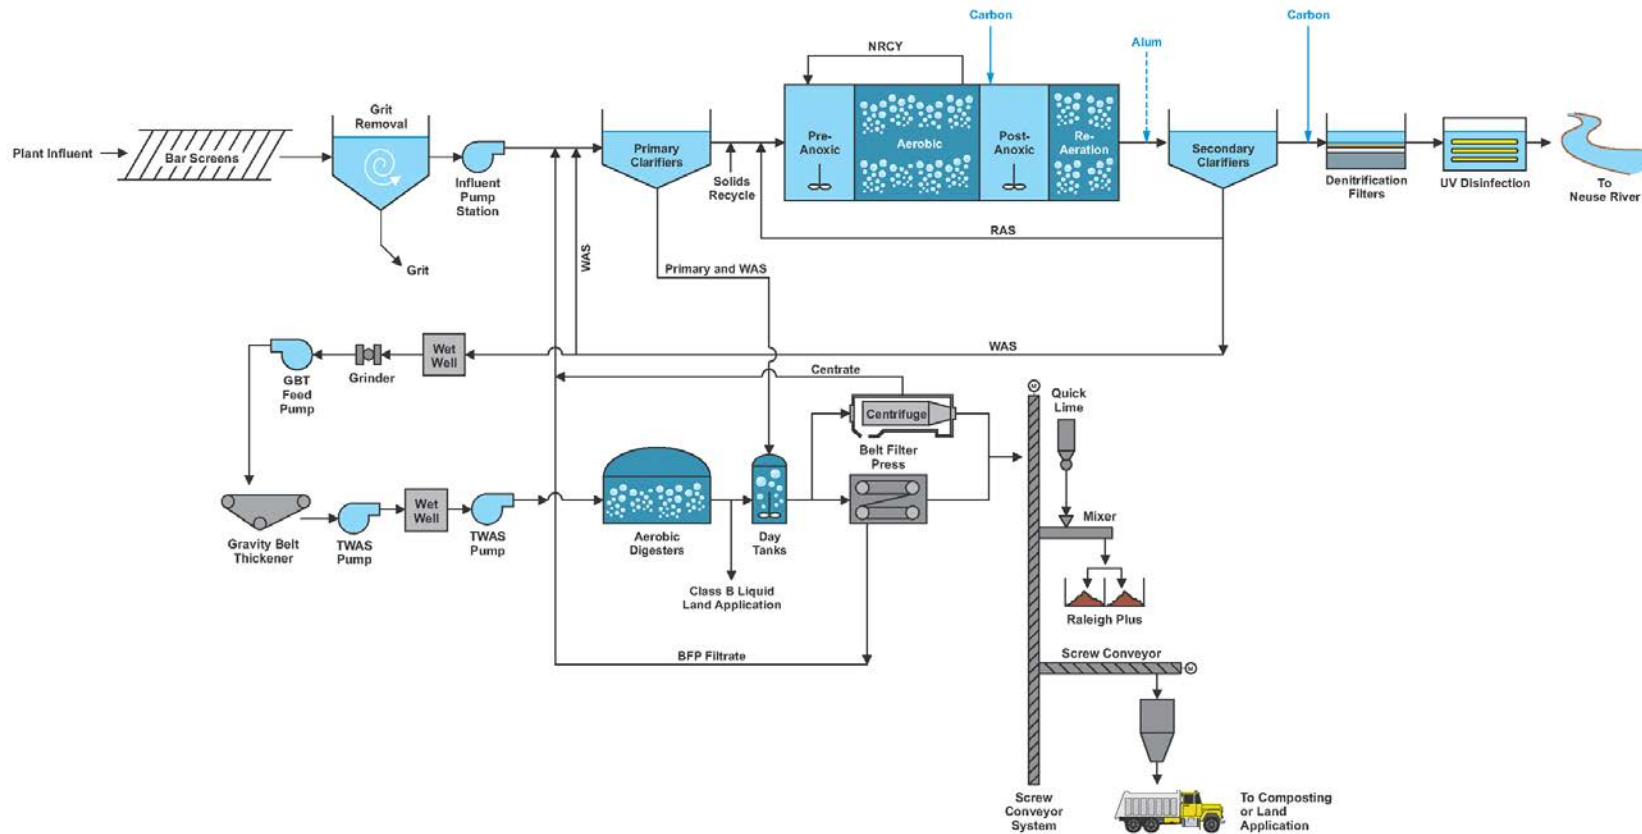 Carbon
Carbon
NRCY
Alum
Grit
Removal
Plant Influent
Bar Screens
Influent
Pump
Station
Primary
Clarifiers
Solids
Recycle
Pre-
Anoxic
Aerobic
Post-
Anoxic
Re-
Aeration
Secondary
Clarifiers
Denitrification
Filters
UV Disinfection
To
Neuse River
Grit
WAS
RAS
Primary and WAS
WAS
GBT
Feed
Pump
Grinder
Wet
Well
Centrate
Centrifuge
Belt Filter
Press
M
Quick
Lime
Gravity Belt
Thickener
TWAS
Pump
Wet
Well
TWAS
Pump
Aerobic
Digesters
Day
Tanks
Mixer
Class B Liquid
Land Application
Raleigh Plus
BFP Filtrate
Screw Conveyor
M
Screw
Conveyor
System
To Composting
or Land
Application